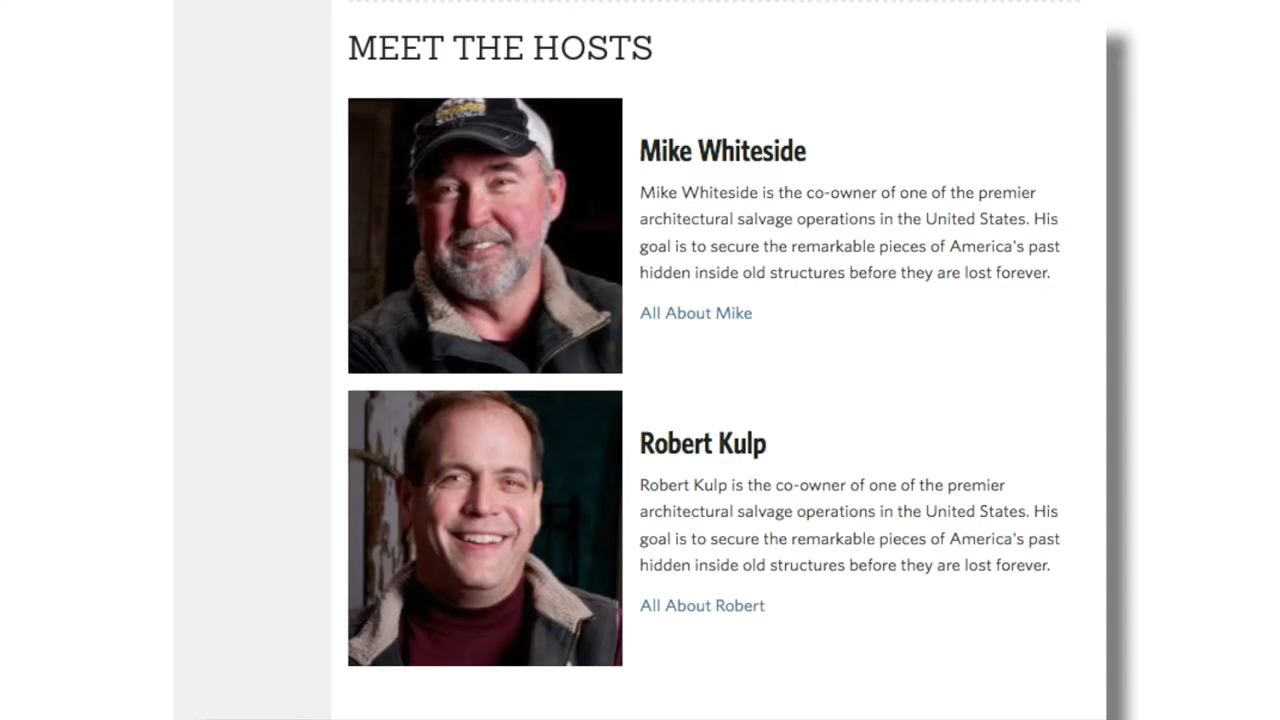 MEET THE HOSTS
Mike Whiteside
Mike Whiteside is the co-owner of one of the premier
architectural salvage operations in the United States. His
goal is to secure the remarkable pieces of America's past
hidden inside old structures before they are lost forever.
All About Mike
Robert Kulp
Robert Kulp is the co-owner of one of the premier
architectural salvage operations in the United States. His
goal is to secure the remarkable pieces of America's past
hidden inside old structures before they are lost forever.
All About Robert